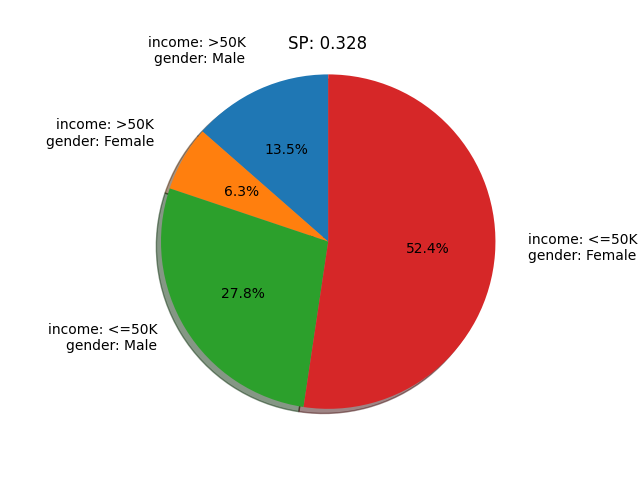 SP: 0.328
income: >50K
gender: Male
13.5%
income: >50K
gender: Female
6.3%
income: <=50K
gender: Male
27.8%
income: <=50K
gender: Female
52.4%